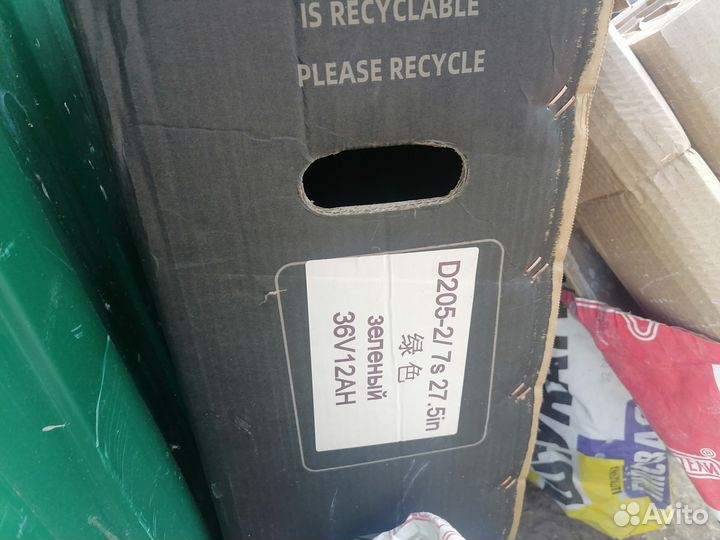 IS RECYCLABLE
PLEASE RECYCLE
D205-2/ 7s 27.5in
绿色
зеленый
36V12AH
Avito